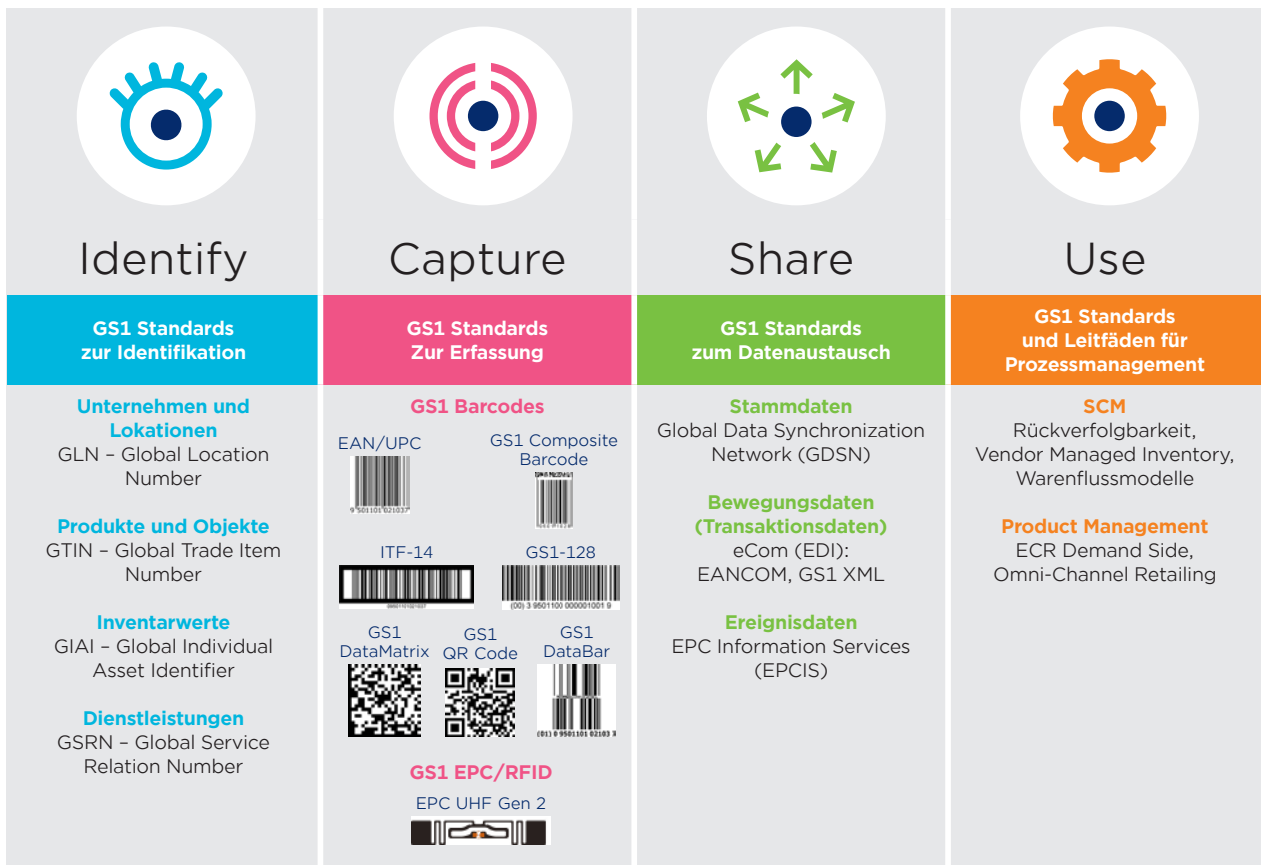 Identify
GS1 Standards
zur Identifikation
Unternehmen und
Lokationen
GLN – Global Location
Number
Produkte und Objekte
GTIN – Global Trade Item
Number
Inventarwerte
GIAI – Global Individual
Asset Identifier
Dienstleistungen
GSRN – Global Service
Relation Number
Capture
GS1 Standards
Zur Erfassung
GS1 Barcodes
EAN/UPC
9 501101 021037
GS1 Composite
Barcode
ITF-14
GS1-128
(00) 3 9501100 000001001 9
GS1
DataMatrix
GS1
QR Code
GS1
DataBar
(01) 0 9501101 02103 3
GS1 EPC/RFID
EPC UHF Gen 2
Share
GS1 Standards
zum Datenaustausch
Stammdaten
Global Data Synchronization
Network (GDSN)
Bewegungsdaten
(Transaktionsdaten)
eCom (EDI):
EANCOM, GS1 XML
Ereignisdaten
EPC Information Services
(EPCIS)
Use
GS1 Standards
und Leitfäden für
Prozessmanagement
SCM
Rückverfolgbarkeit,
Vendor Managed Inventory,
Warenflussmodelle
Product Management
ECR Demand Side,
Omni-Channel Retailing